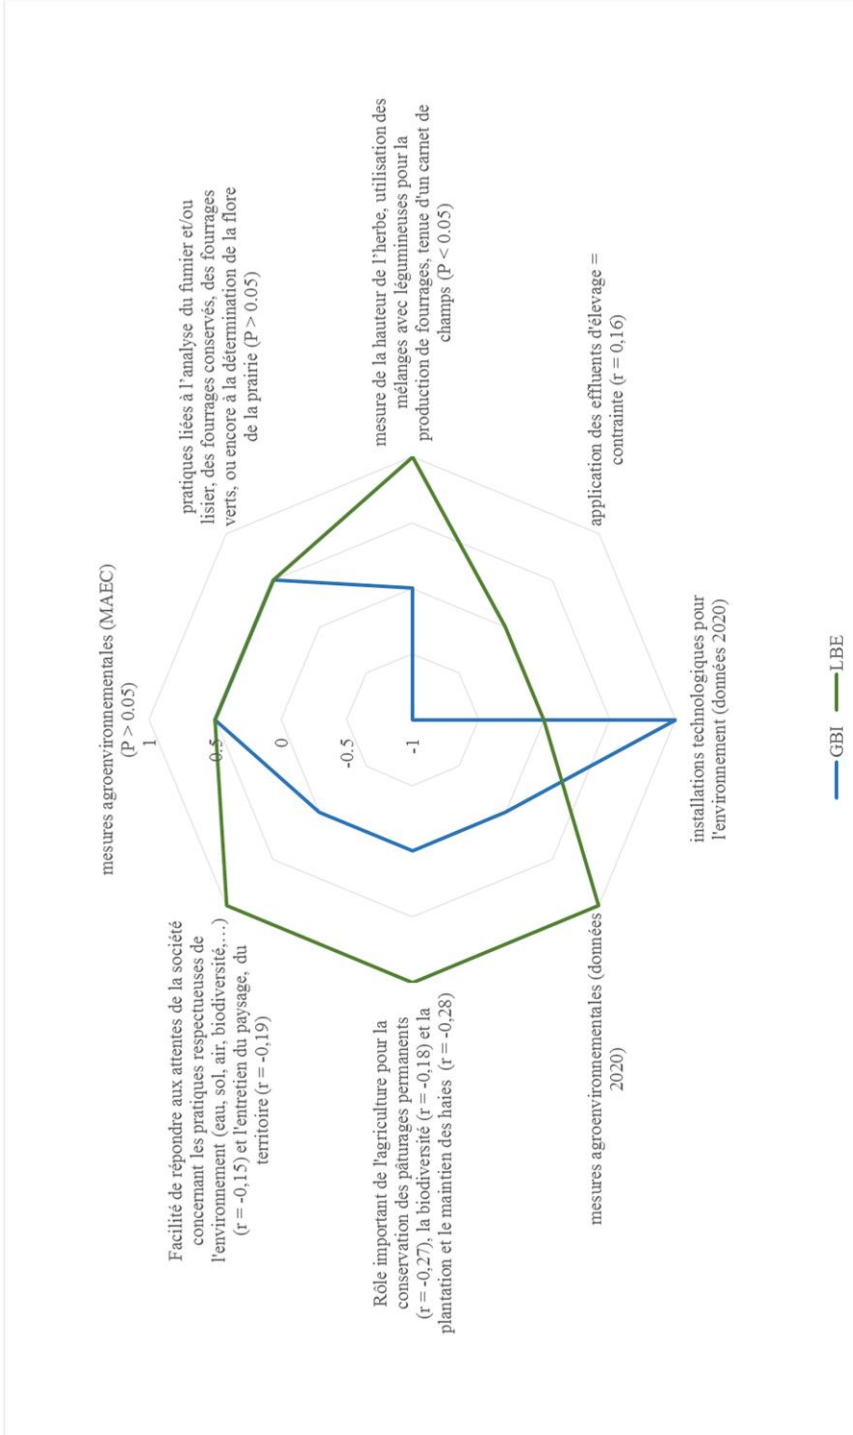 mesures agroenvironnementales (MAEC)
(P > 0.05)
1
0.5
0
-0.5
-1
pratiques liées à l'analyse du fumier et/ou
lisier, des fourrages conservés, des fourrages
verts, ou encore à la détermination de la flore
de la prairie (P > 0.05)
mesure de la hauteur de l'herbe, utilisation des
mélanges avec légumineuses pour la
production de fourrages, tenue d'un carnet de
champs (P < 0.05)
application des effluents d'élevage =
contrainte (r = 0,16)
installations technologiques pour
l'environnement (données 2020)
mesures agroenvironnementales (données
2020)
Rôle important de l'agriculture pour la
conservation des pâturages permanents
(r = -0,27), la biodiversité (r = -0,18) et la
plantation et le maintien des haies (r = -0,28)
Facilité de répondre aux attentes de la société
concernant les pratiques respectueuses de
l'environnement (eau, sol, air, biodiversité,…)
(r = -0,15) et l'entretien du paysage, du
territoire (r = -0,19)
GBI
LBE